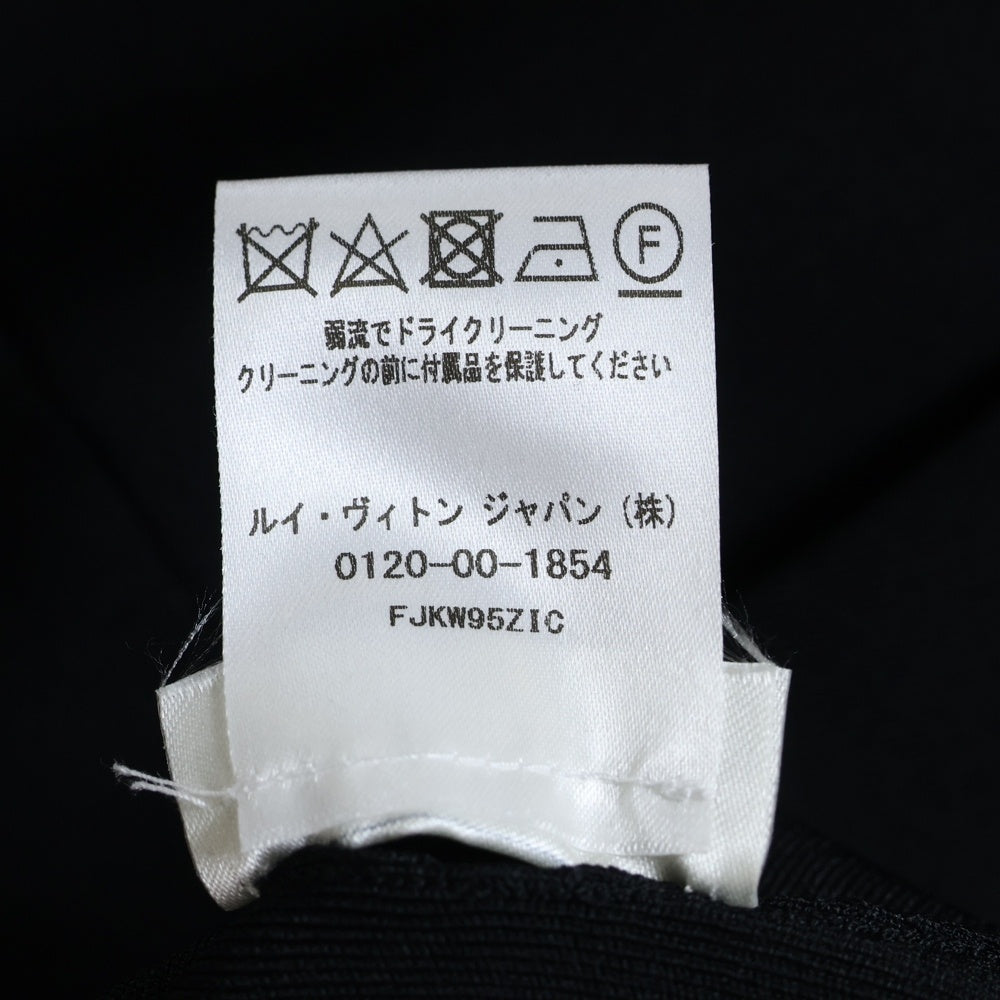 F
弱流でドライクリーニング
クリーニングの前に付属品を保護してください
ルイ・ヴィトン ジャパン (株)
0120-00-1854
FJKW95ZIC